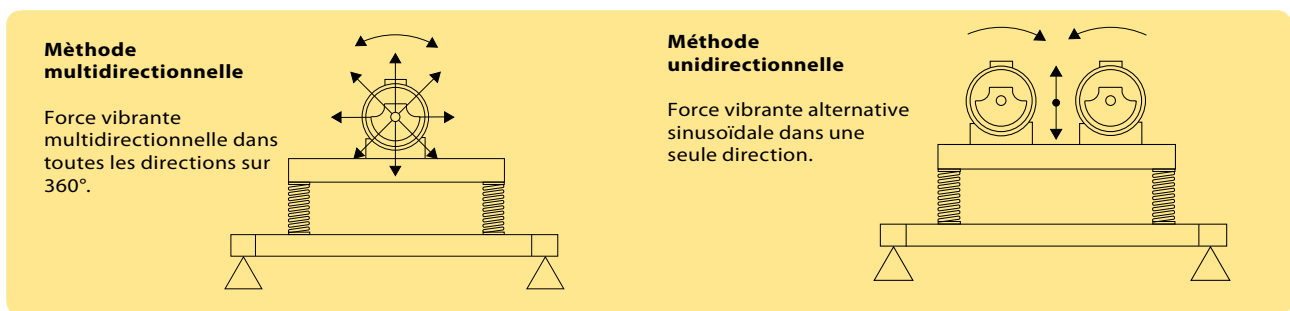 Mèthode
multidirectionnelle
Force vibrante
multidirectionnelle dans
toutes les directions sur
360°.
Méthode
unidirectionnelle
Force vibrante alternative
sinusoïdale dans une
seule direction.